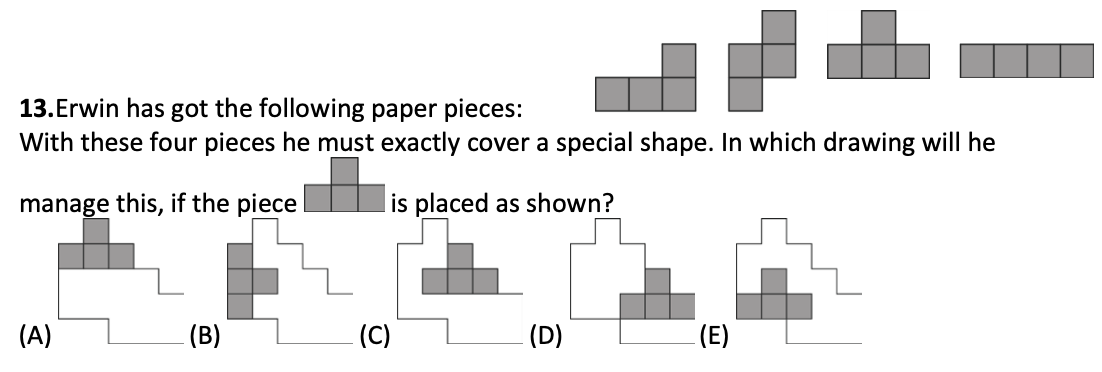 13.Erwin has got the following paper pieces:
With these four pieces he must exactly cover a special shape. In which drawing will he
manage this, if the piece is placed as shown?
(A) (B) (C) (D) (E)